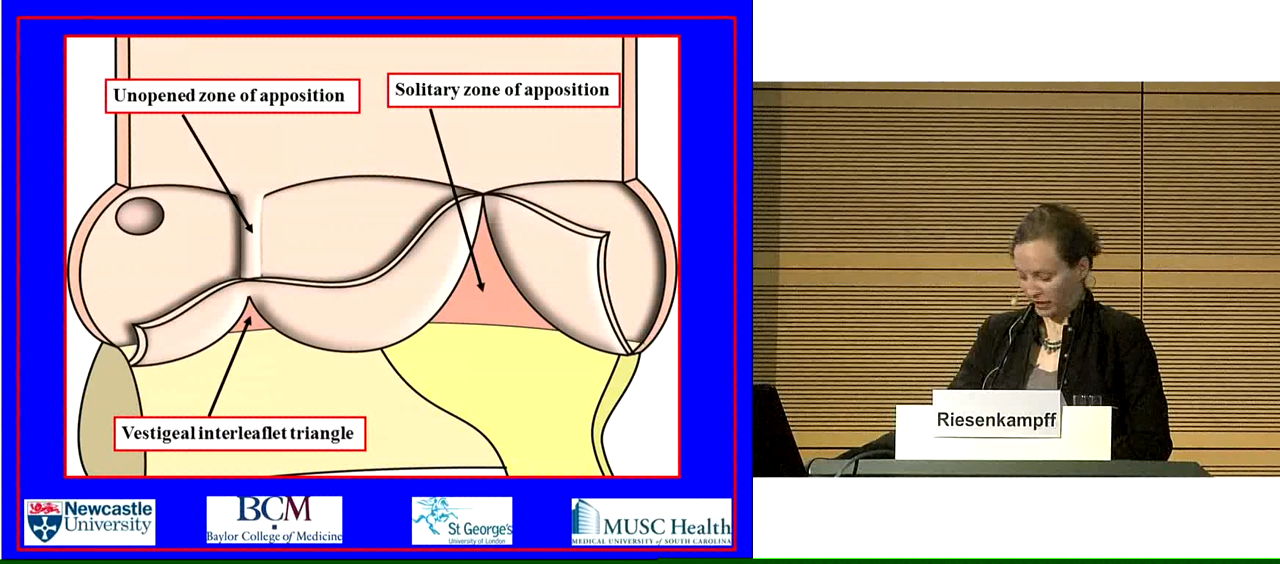 Unopened zone of apposition
Solitary zone of apposition
Vestigeal interleaflet triangle
Newcastle
University
BCM
Baylor College of Medicine
St George's
University of London
MUSC Health
MEDICAL UNIVERSITY of SOUTH CAROLINA
Riesenkampff